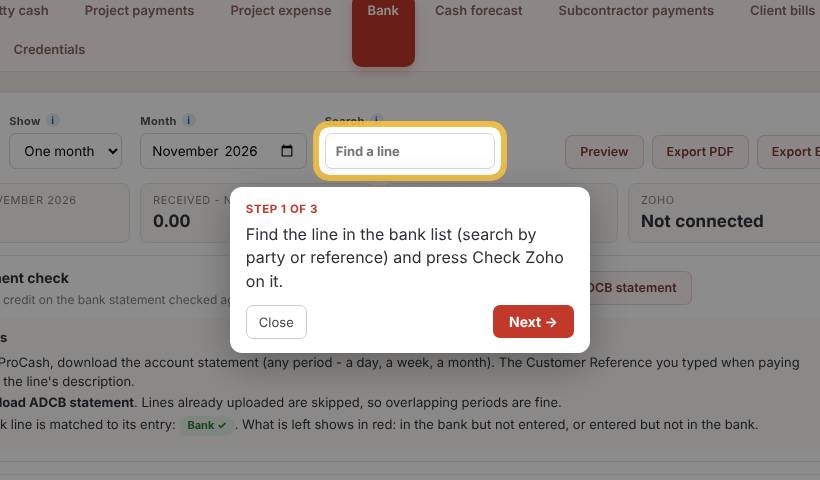 tty cash Project payments Project expense Bank Cash forecast Subcontractor payments Client bills
Credentials
Show i Month i Search i
One month November 2026 Find a line Preview Export PDF Export E
VEMBER 2026 RECEIVED - N ZOHO
0.00 Not connected
STEP 1 OF 3
Find the line in the bank list (search by
party or reference) and press Check Zoho
on it.
Close Next →
ent check DCB statement
credit on the bank statement checked ag
s
ProCash, download the account statement (any period - a day, a week, a month). The Customer Reference you typed when paying
the line's description.
load ADCB statement. Lines already uploaded are skipped, so overlapping periods are fine.
k line is matched to its entry: Bank ✓. What is left shows in red: in the bank but not entered, or entered but not in the bank.